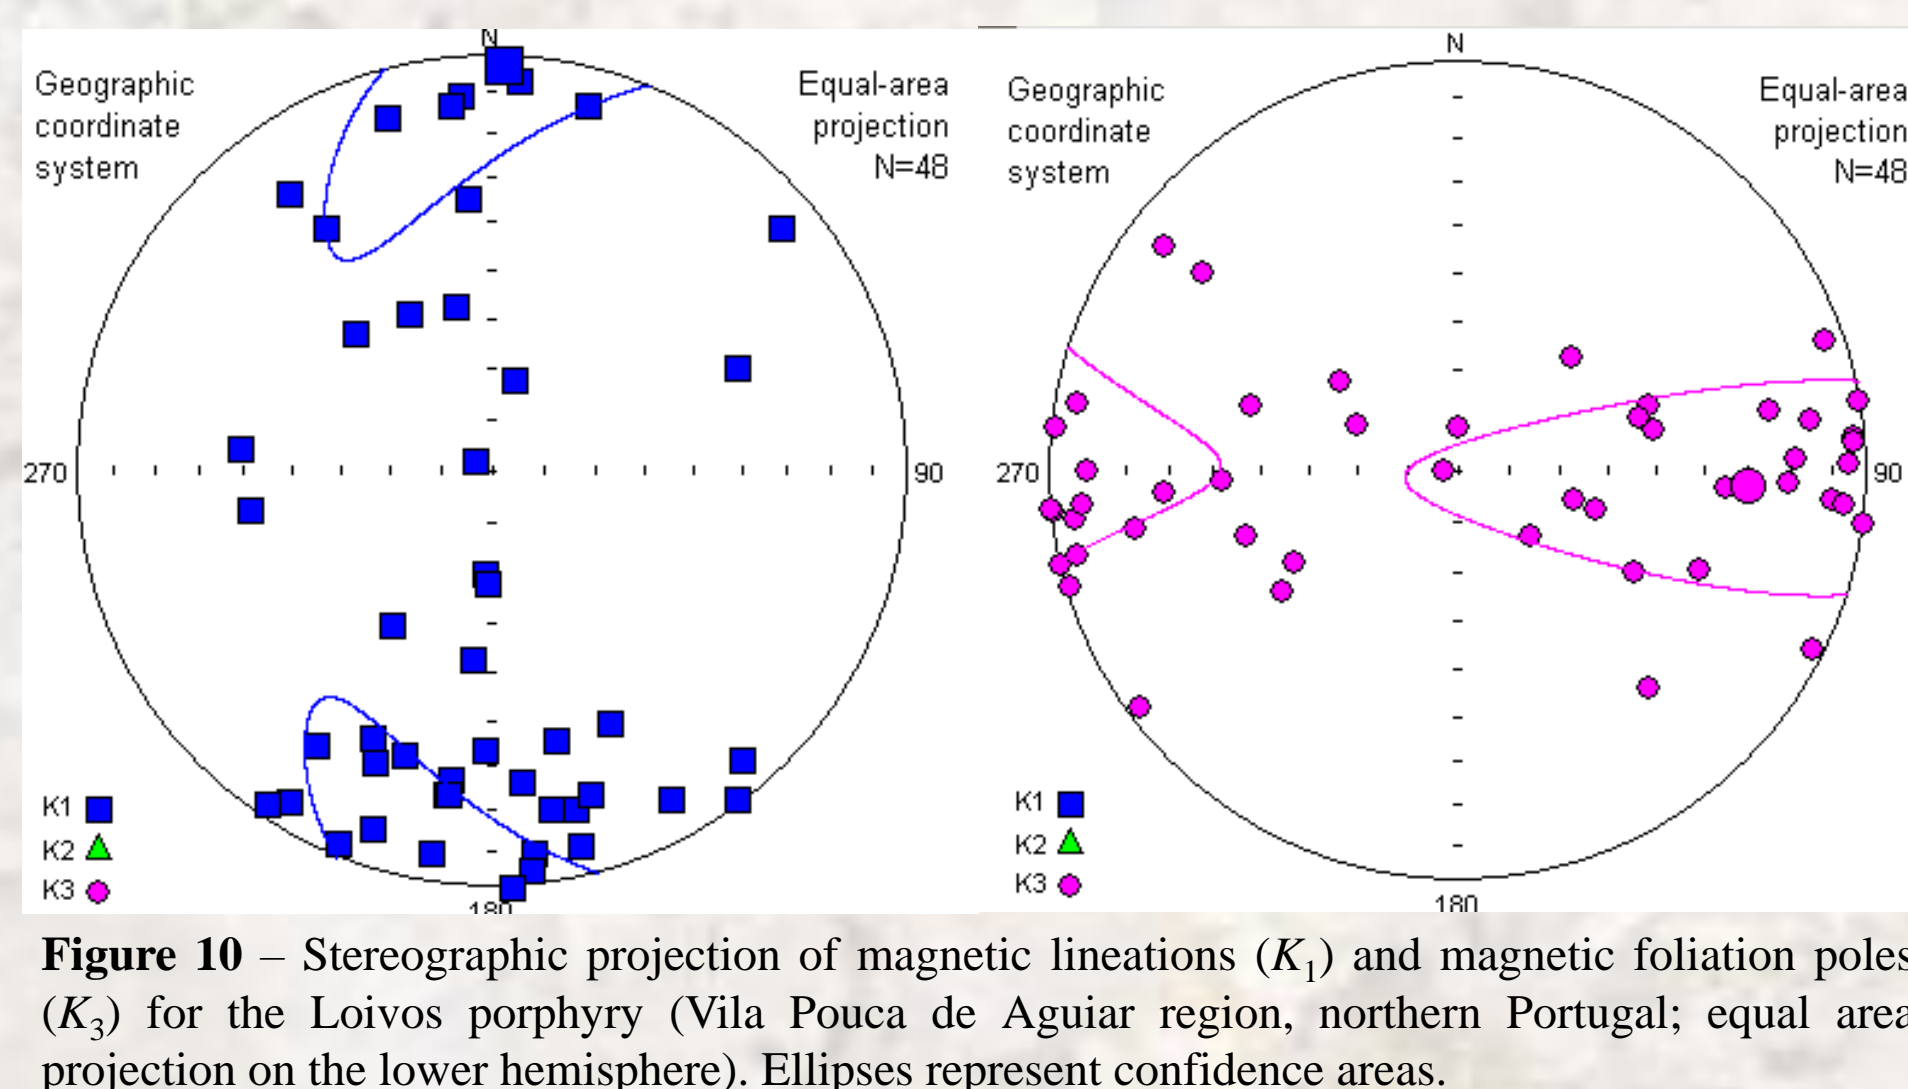 N
Geographic
coordinate
system
Equal-area
projection
N=48
270
90
K1
K2
K3
180
N
Geographic
coordinate
system
Equal-area
projection
N=48
270
90
K1
K2
K3
180
Figure 10 – Stereographic projection of magnetic lineations (K1) and magnetic foliation poles
(K3) for the Loivos porphyry (Vila Pouca de Aguiar region, northern Portugal; equal area
projection on the lower hemisphere). Ellipses represent confidence areas.